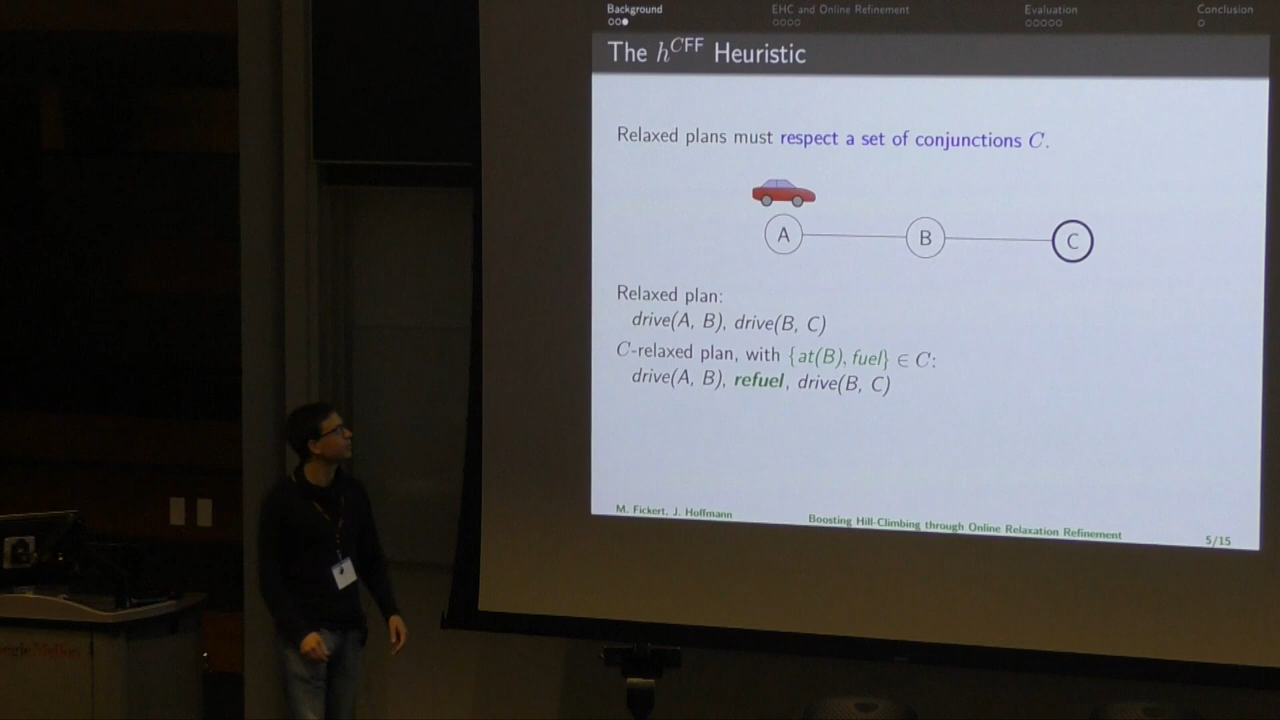 Background EHC and Online Refinement Evaluation Conclusion
The h^CFF Heuristic
Relaxed plans must respect a set of conjunctions C.
A B C
Relaxed plan:
drive(A, B), drive(B, C)
C-relaxed plan, with {at(B), fuel} ∈ C:
drive(A, B), refuel, drive(B, C)
M. Fickert, J. Hoffmann Boosting Hill-Climbing through Online Relaxation Refinement 5/15